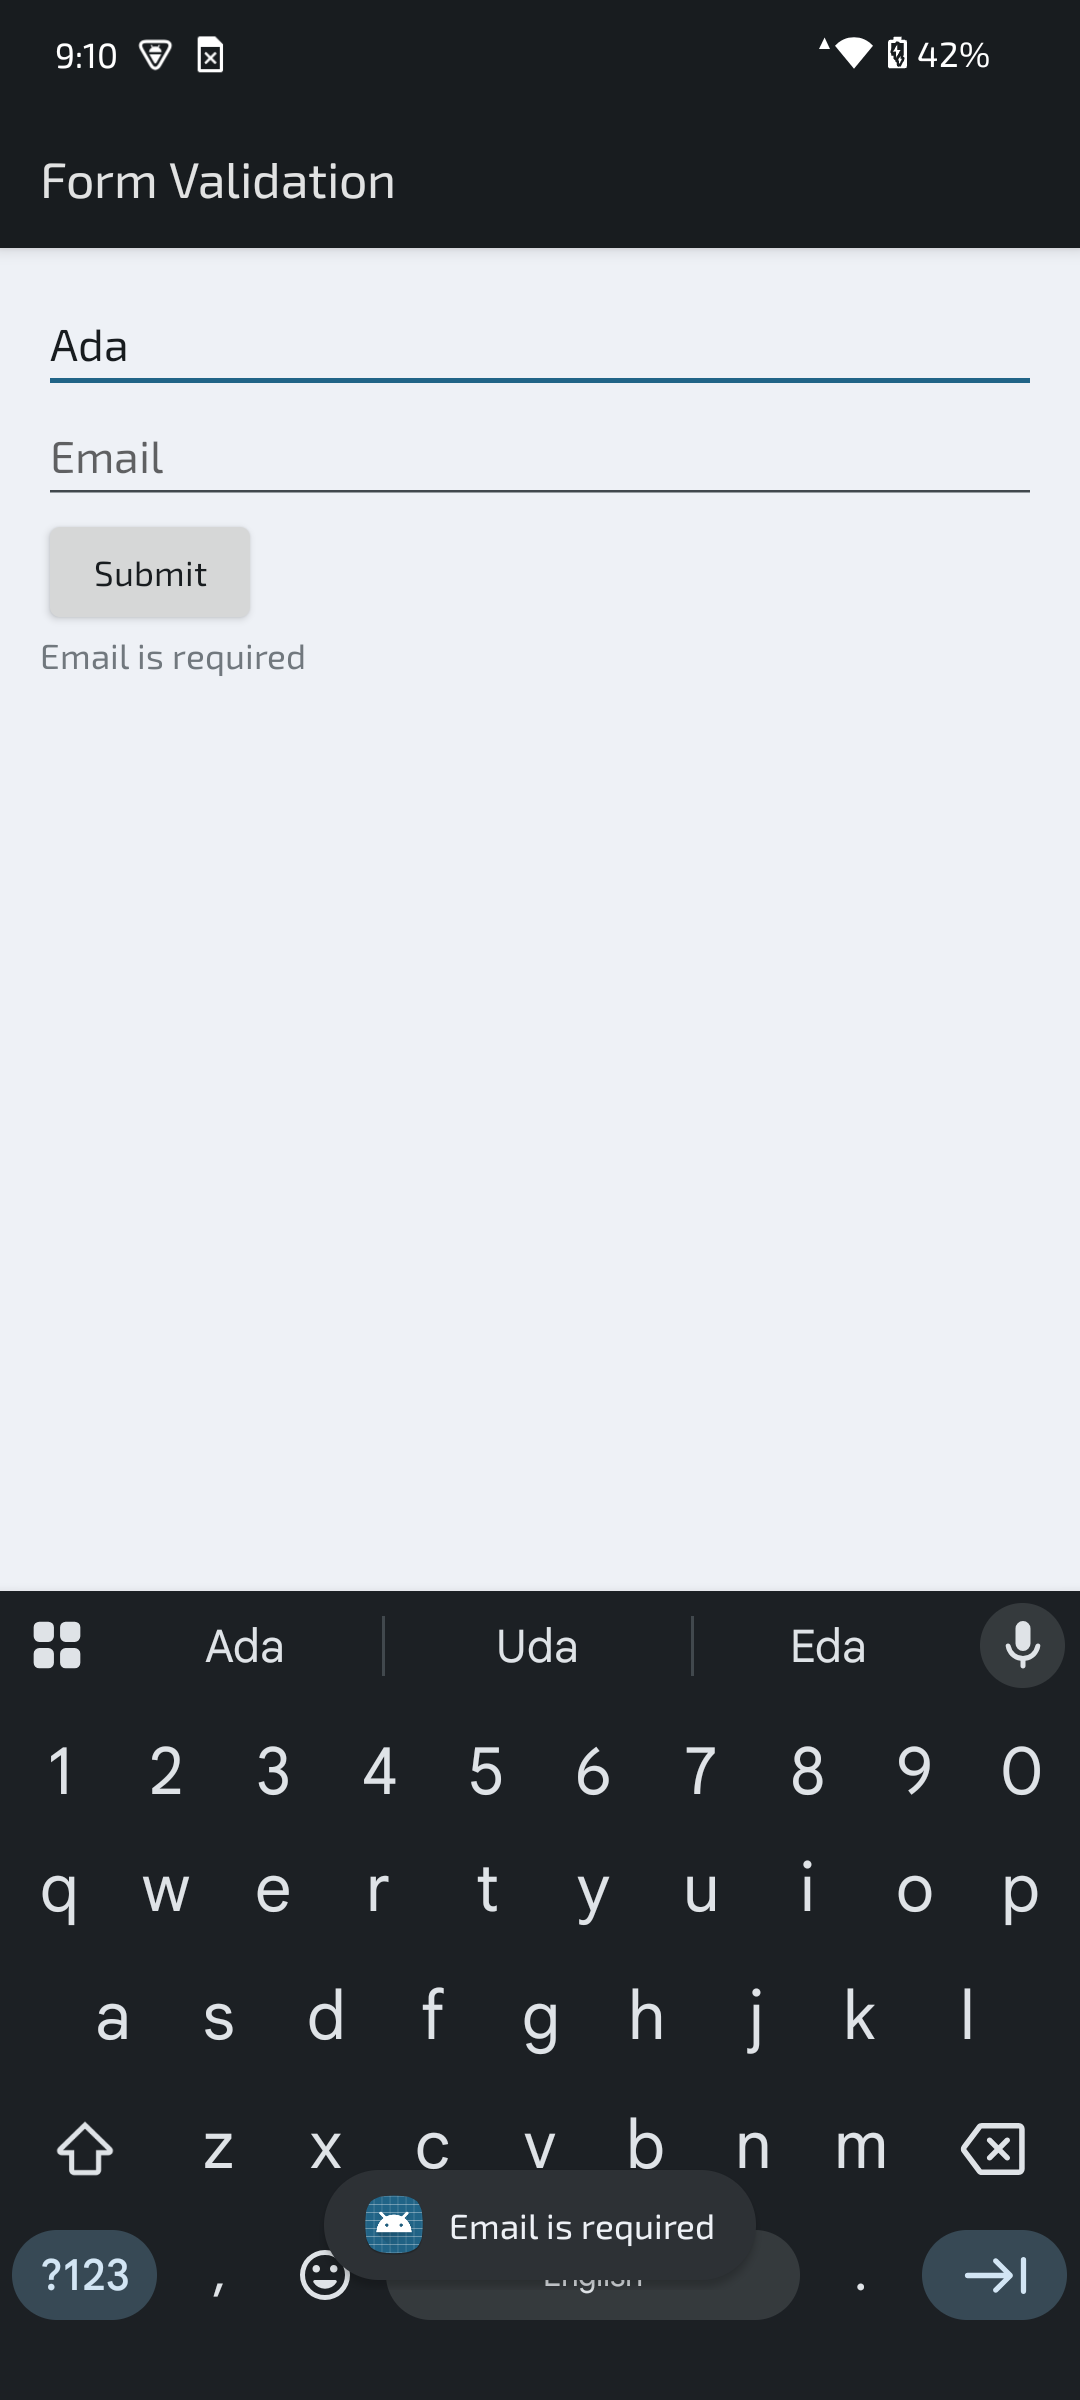 9:10
42%
Form Validation
Ada
Email
Submit
Email is required
Ada Uda Eda
1 2 3 4 5 6 7 8 9 0
q w e r t y u i o p
a s d f g h j k l
z x c v b n m
Email is required
?123 , English .